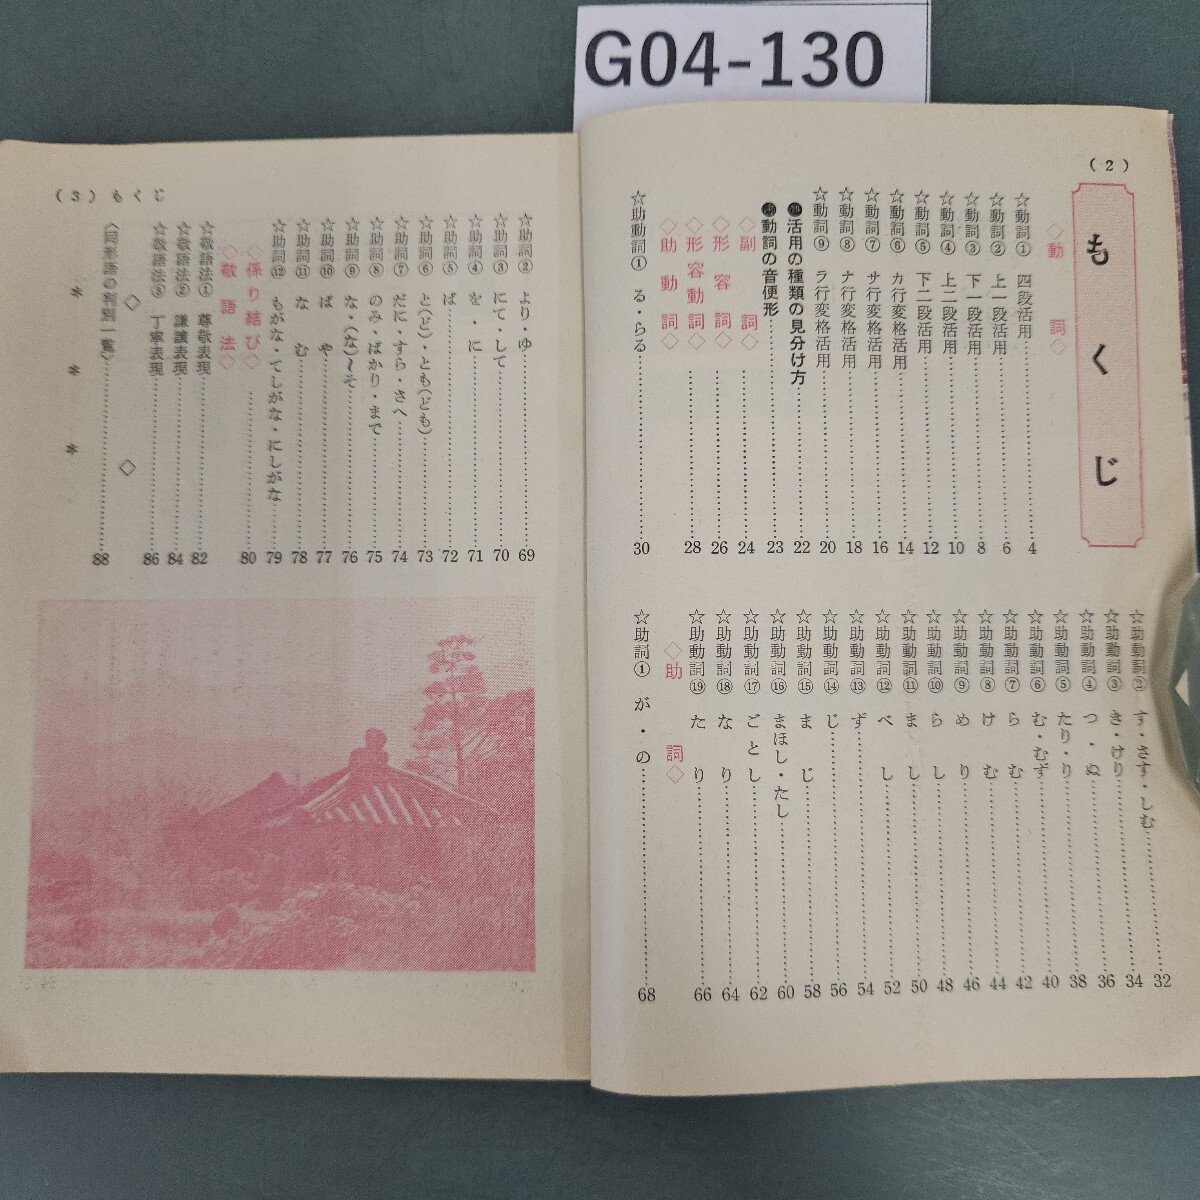 G04-130
(2)
もくじ
◇動詞◇
☆動詞① 四段活用 4
☆動詞② 上一段活用 6
☆動詞③ 下一段活用 8
☆動詞④ 上二段活用 10
☆動詞⑤ 下二段活用 12
☆動詞⑥ カ行変格活用 14
☆動詞⑦ サ行変格活用 16
☆動詞⑧ ナ行変格活用 18
☆動詞⑨ ラ行変格活用 20
活用の種類の見分け方 22
動詞の音便形 23
◇副詞◇ 24
◇形容詞◇ 26
◇形容動詞◇ 28
◇助動詞◇
☆助動詞① る・らる 30
☆助動詞② す・さす・しむ 32
☆助動詞③ き・けり 34
☆助動詞④ つ・ぬ 36
☆助動詞⑤ たり・り 38
☆助動詞⑥ む・むず 40
☆助動詞⑦ らむ 42
☆助動詞⑧ けむ 44
☆助動詞⑨ めり 46
☆助動詞⑩ らし 48
☆助動詞⑪ まし 50
☆助動詞⑫ べし 52
☆助動詞⑬ ず 54
☆助動詞⑭ じ 56
☆助動詞⑮ まじ 58
☆助動詞⑯ まほし・たし 60
☆助動詞⑰ ごとし 62
☆助動詞⑱ なり 64
☆助動詞⑲ たり 66
◇助詞◇
☆助詞① が・の 68
(3) もくじ
☆助詞② より・ゆ 69
☆助詞③ にて・して 70
☆助詞④ を・に 71
☆助詞⑤ ば 72
☆助詞⑥ と(ど)・とも(ども) 73
☆助詞⑦ だに・すら・さへ 74
☆助詞⑧ のみ・ばかり・まで 75
☆助詞⑨ な・(な)〜そ 76
☆助詞⑩ ばや 77
☆助詞⑪ なむ 78
☆助詞⑫ もがな・てしがな・にしがな 79
◇係り結び◇ 80
◇敬語法◇
☆敬語法① 尊敬表現 82
☆敬語法② 謙譲表現 84
☆敬語法③ 丁寧表現 86
◇ ◇
〈同形語の判別一覧〉 88
＊ ＊ ＊